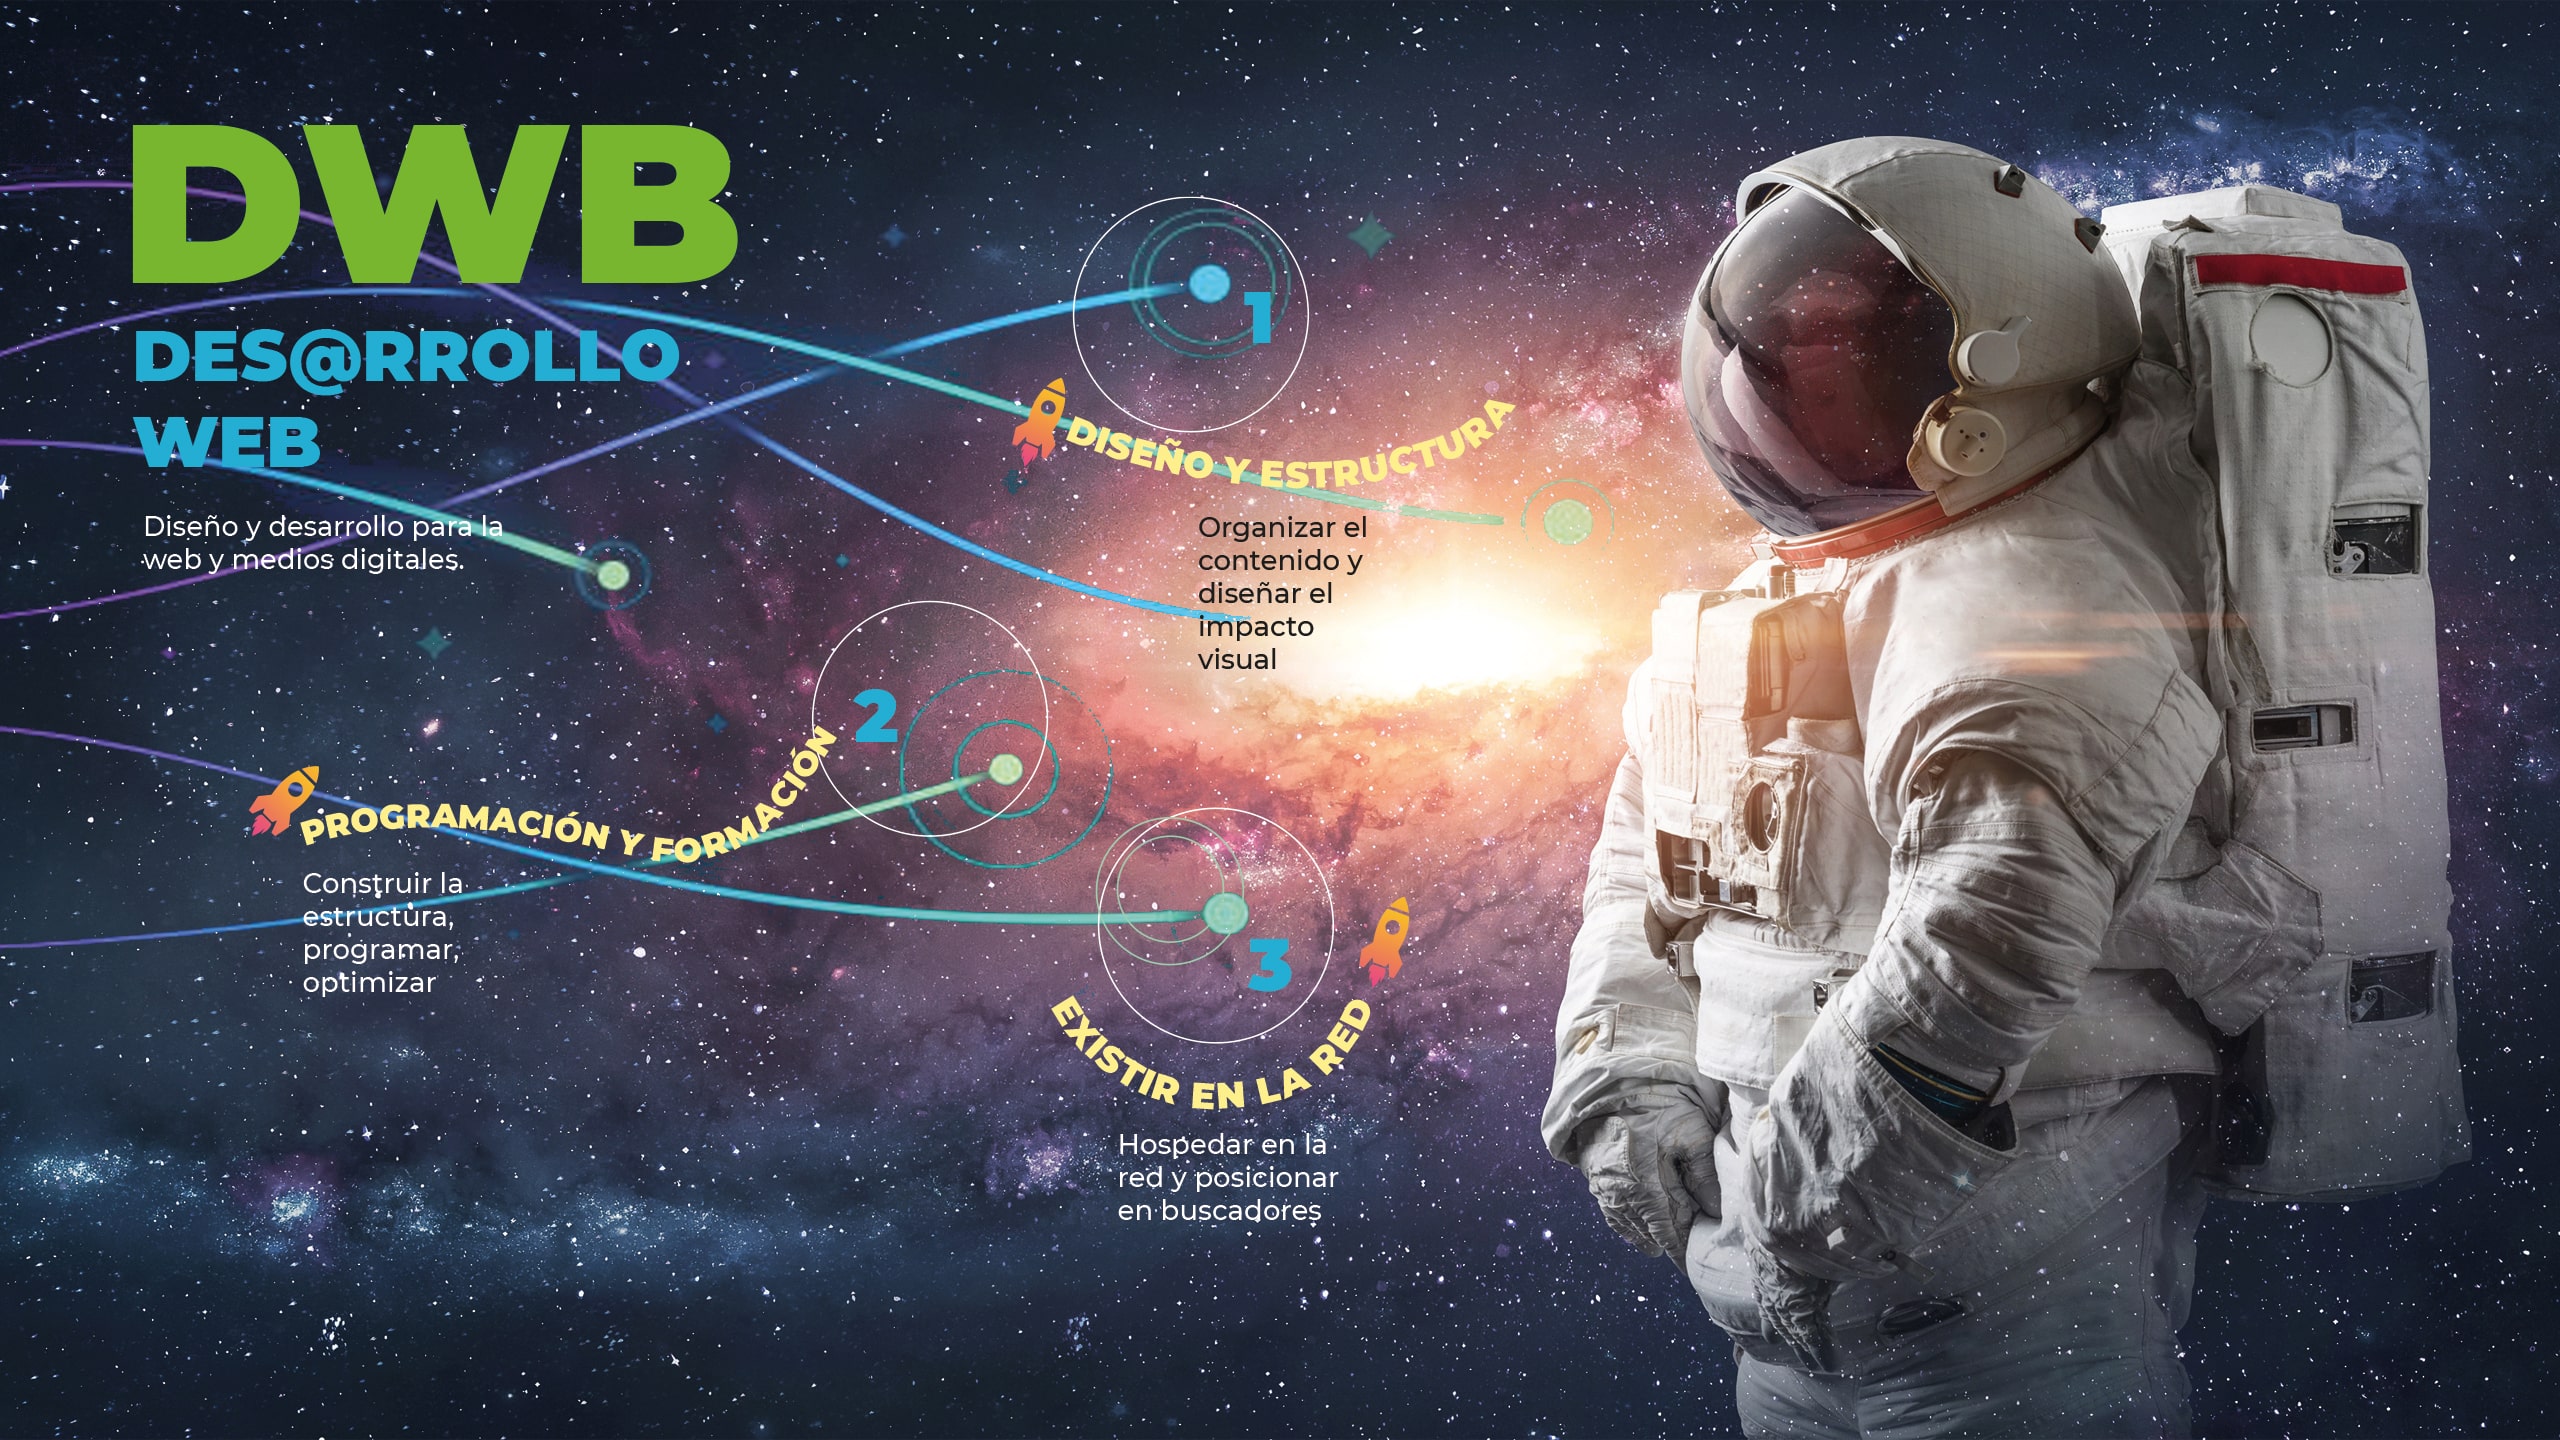 DWB
DES@RROLLO
WEB
Diseño y desarrollo para la
web y medios digitales.
1
DISEÑO Y ESTRUCTURA
Organizar el
contenido y
diseñar el
impacto
visual
2
PROGRAMACIÓN Y FORMACIÓN
Construir la
estructura,
programar,
optimizar
3
EXISTIR EN LA RED
Hospedar en la
red y posicionar
en buscadores